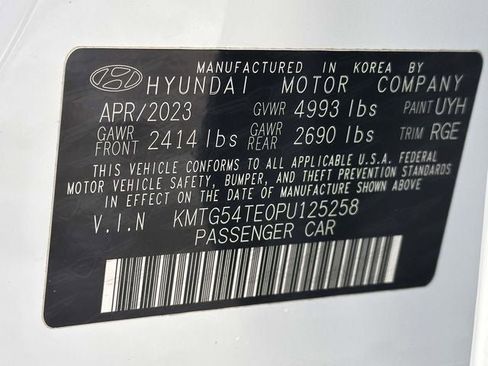 MANUFACTURED IN KOREA BY
HYUNDAI MOTOR COMPANY
APR/2023 GVWR 4993 lbs PAINT UYH
GAWR FRONT 2414 lbs GAWR REAR 2690 lbs TRIM RGE
THIS VEHICLE CONFORMS TO ALL APPLICABLE U.S.A. FEDERAL
MOTOR VEHICLE SAFETY, BUMPER, AND THEFT PREVENTION STANDARDS
IN EFFECT ON THE DATE OF MANUFACTURE SHOWN ABOVE.
V.I.N KMTG54TE0PU125258
PASSENGER CAR